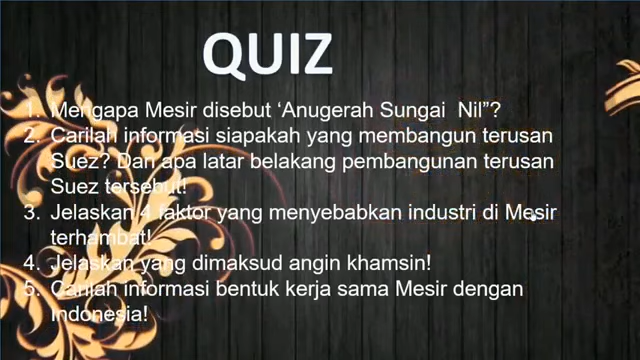 QUIZ
1. Mengapa Mesir disebut ‘Anugerah Sungai Nil”?
2. Carilah informasi siapakah yang membangun terusan
Suez? Dan apa latar belakang pembangunan terusan
Suez tersebut!
3. Jelaskan 4 faktor yang menyebabkan industri di Mesir
terhambat!
4. Jelaskan yang dimaksud angin khamsin!
5. Carilah informasi bentuk kerja sama Mesir dengan
Indonesia!